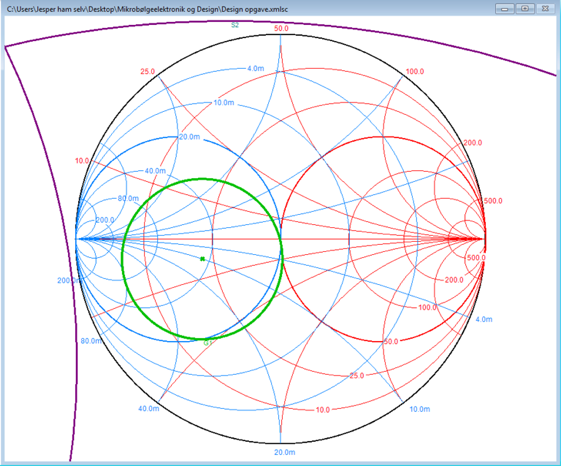 C:\Users\Jesper ham selv\Desktop\Mikrobølgeelektronik og Design\Design opgave.xmlsc
S2
50.0
25.0
4.0m
100.0
10.0m
20.0m
200.0
10.0
40.0m
80.0m
500.0
200.0
500.0
200.0
200.0
100.0
4.0m
80.0m
50.0
25.0
40.0m
10.0
10.0m
20.0m